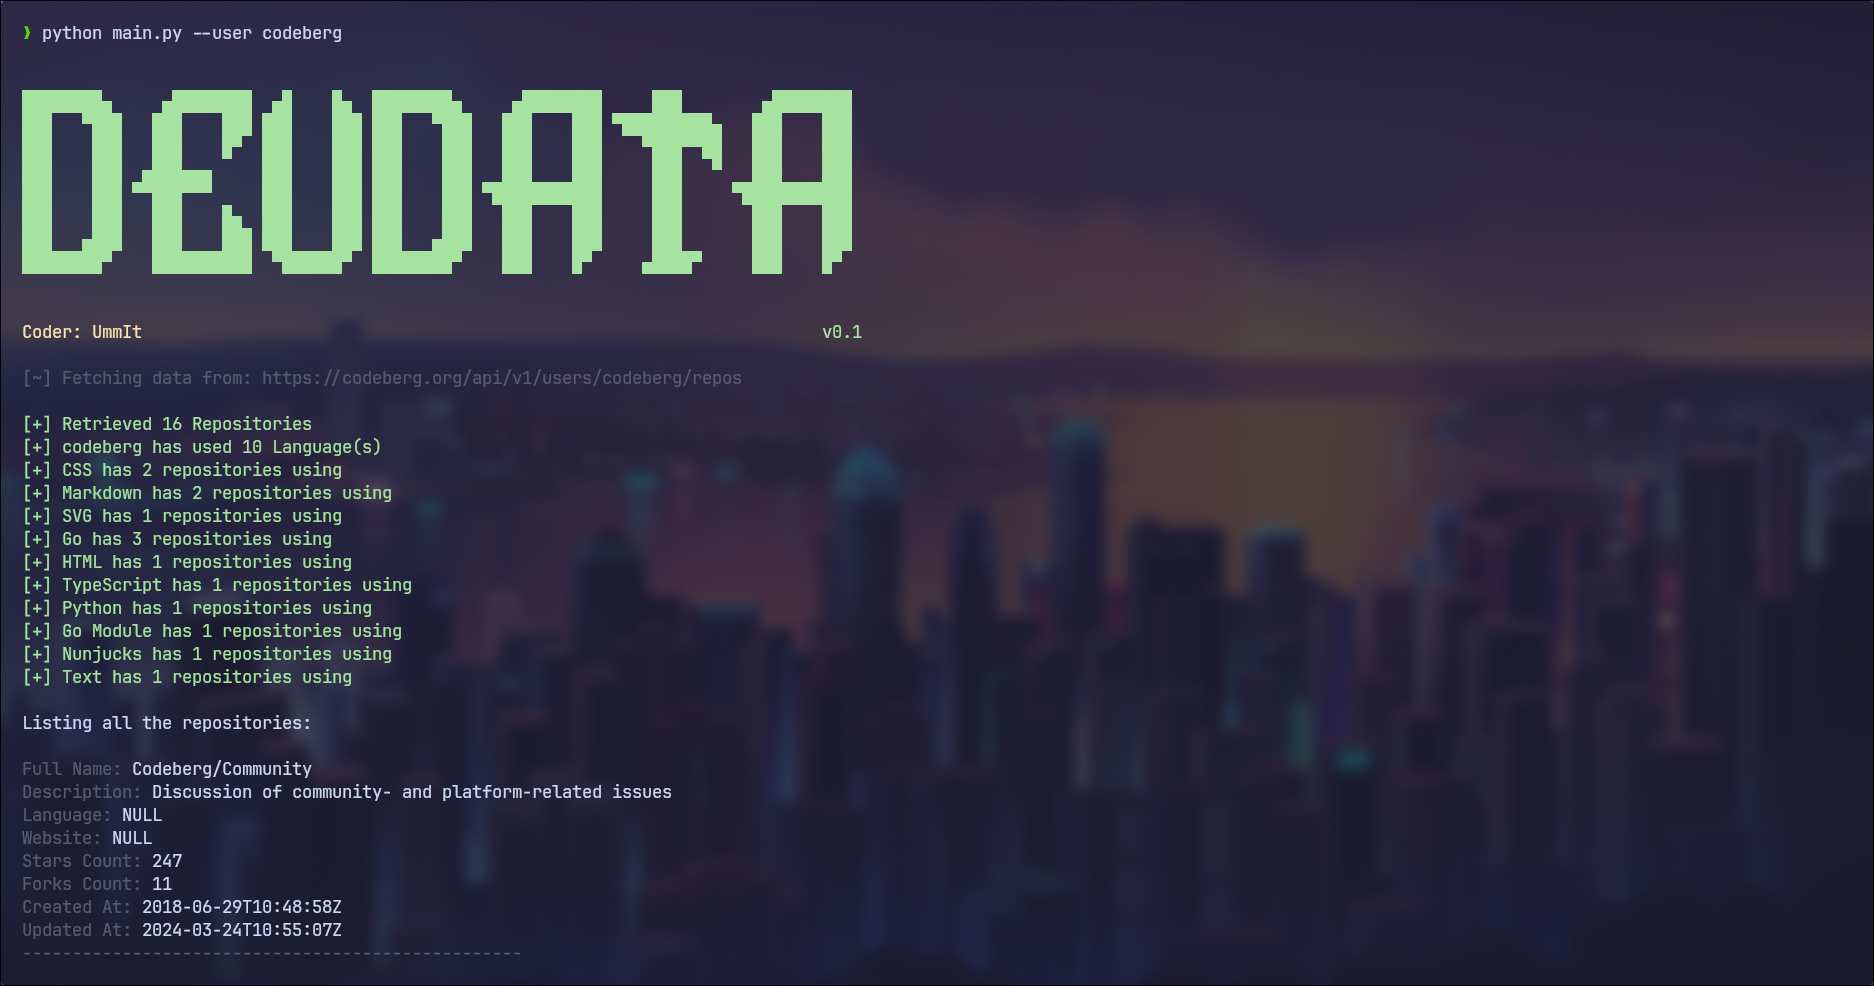 ❯ python main.py --user codeberg
DEVDATA
Coder: UmmIt v0.1
[~] Fetching data from: https://codeberg.org/api/v1/users/codeberg/repos
[+] Retrieved 16 Repositories
[+] codeberg has used 10 Language(s)
[+] CSS has 2 repositories using
[+] Markdown has 2 repositories using
[+] SVG has 1 repositories using
[+] Go has 3 repositories using
[+] HTML has 1 repositories using
[+] TypeScript has 1 repositories using
[+] Python has 1 repositories using
[+] Go Module has 1 repositories using
[+] Nunjucks has 1 repositories using
[+] Text has 1 repositories using
Listing all the repositories:
Full Name: Codeberg/Community
Description: Discussion of community- and platform-related issues
Language: NULL
Website: NULL
Stars Count: 247
Forks Count: 11
Created At: 2018-06-29T10:48:58Z
Updated At: 2024-03-24T10:55:07Z
--------------------------------------------------